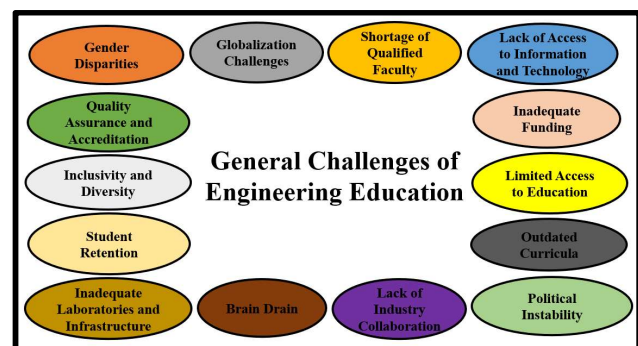 Gender
Disparities
Globalization
Challenges
Shortage of
Qualified
Faculty
Lack of Access
to Information
and Technology
Quality
Assurance and
Accreditation
Inadequate
Funding
General Challenges of
Engineering Education
Inclusivity and
Diversity
Limited Access
to Education
Student
Retention
Outdated
Curricula
Inadequate
Laboratories and
Infrastructure
Brain Drain
Lack of
Industry
Collaboration
Political
Instability